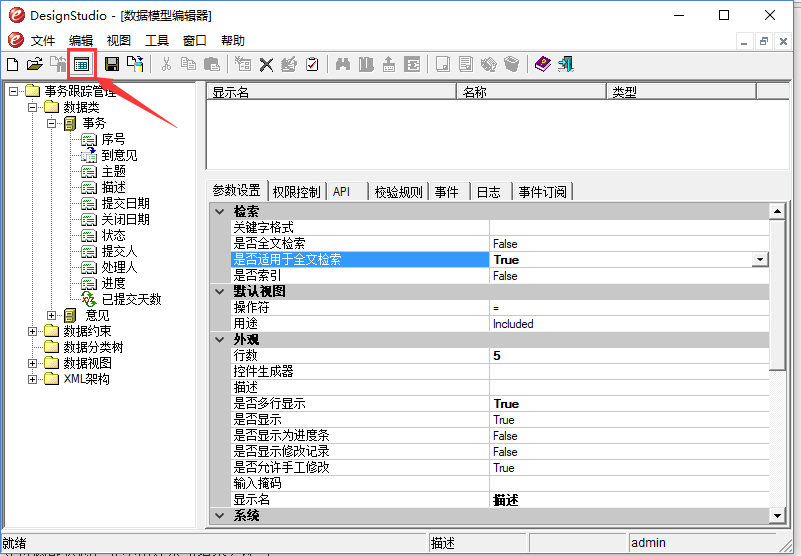 DesignStudio - [数据模型编辑器]
文件 编辑 视图 工具 窗口 帮助
事务跟踪管理
数据类
事务
序号
到意见
主题
描述
提交日期
关闭日期
状态
提交人
处理人
进度
已提交天数
意见
数据约束
数据分类树
数据视图
XML架构
显示名 名称 类型
参数设置 权限控制 API 校验规则 事件 日志 事件订阅
检索
关键字格式
是否全文检索 False
是否适用于全文检索 True
是否索引 False
默认视图
操作符 =
用途 Included
外观
行数 5
控件生成器
描述
是否多行显示 True
是否显示 True
是否显示为进度条 False
是否显示修改记录 False
是否允许手工修改 True
输入掩码
显示名 描述
系统
就绪 描述 admin